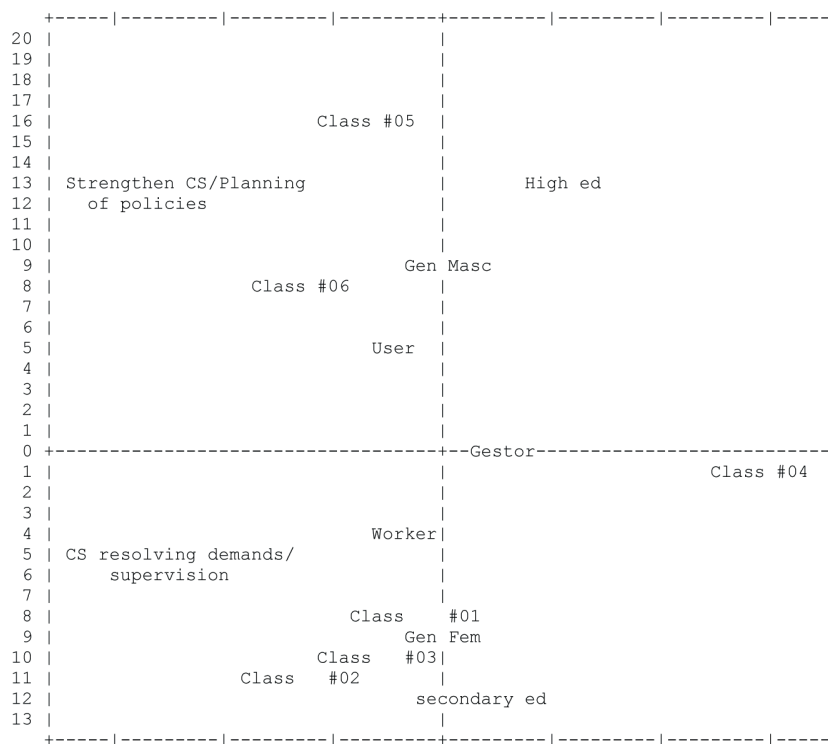 +-----|---------|---------|---------+---------|---------|---------|-----
20 |
19 |
18 |
17 |
16 | Class #05
15 |
14 |
13 | Strengthen CS/Planning | High ed
12 | of policies
11 |
10 |
9 | Gen Masc
8 | Class #06
7 |
6 |
5 | User
4 |
3 |
2 |
1 |
0 +-----------------------------------+--Gestor---------------------------
1 | Class #04
2 |
3 |
4 | Worker|
5 | CS resolving demands/
6 | supervision
7 |
8 | Class #01
9 | Gen Fem
10 | Class #03|
11 | Class #02
12 | secondary ed
13 |
+-----|---------|---------|---------+---------|---------|---------|-----